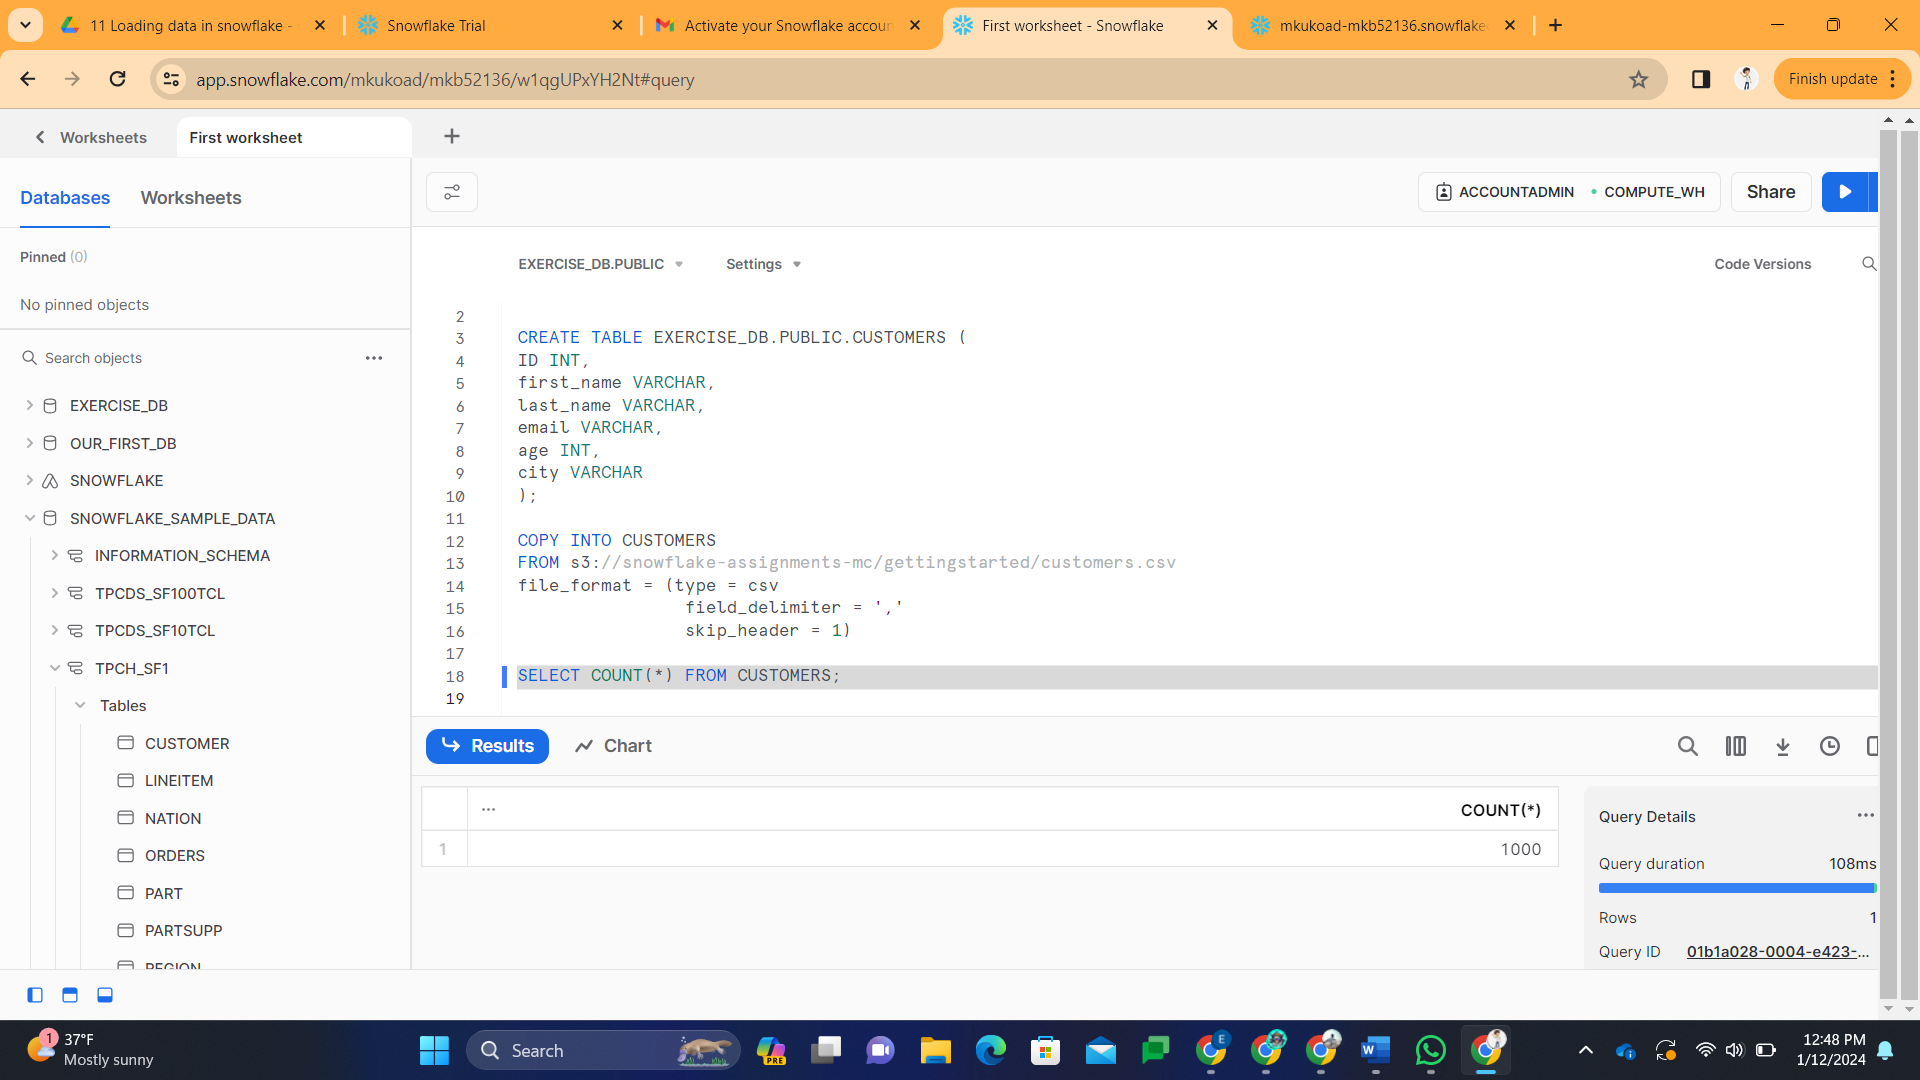 11 Loading data in snowflake -
Snowflake Trial
Activate your Snowflake accoun
First worksheet - Snowflake
mkukoad-mkb52136.snowflake
app.snowflake.com/mkukoad/mkb52136/w1qgUPxYH2Nt#query
Finish update
Worksheets
First worksheet
Databases
Worksheets
ACCOUNTADMIN
COMPUTE_WH
Share
Pinned (0)
No pinned objects
EXERCISE_DB.PUBLIC
Settings
Code Versions
Search objects
EXERCISE_DB
OUR_FIRST_DB
SNOWFLAKE
SNOWFLAKE_SAMPLE_DATA
INFORMATION_SCHEMA
TPCDS_SF100TCL
TPCDS_SF10TCL
TPCH_SF1
Tables
CUSTOMER
LINEITEM
NATION
ORDERS
PART
PARTSUPP
REGION
2
3 CREATE TABLE EXERCISE_DB.PUBLIC.CUSTOMERS (
4 ID INT,
5 first_name VARCHAR,
6 last_name VARCHAR,
7 email VARCHAR,
8 age INT,
9 city VARCHAR
10 );
11
12 COPY INTO CUSTOMERS
13 FROM s3://snowflake-assignments-mc/gettingstarted/customers.csv
14 file_format = (type = csv
15 field_delimiter = ','
16 skip_header = 1)
17
18 SELECT COUNT(*) FROM CUSTOMERS;
19
Results
Chart
... COUNT(*)
1 1000
Query Details
Query duration 108ms
Rows 1
Query ID 01b1a028-0004-e423-...
1
37°F
Mostly sunny
Search
PRE
E
W
12:48 PM
1/12/2024